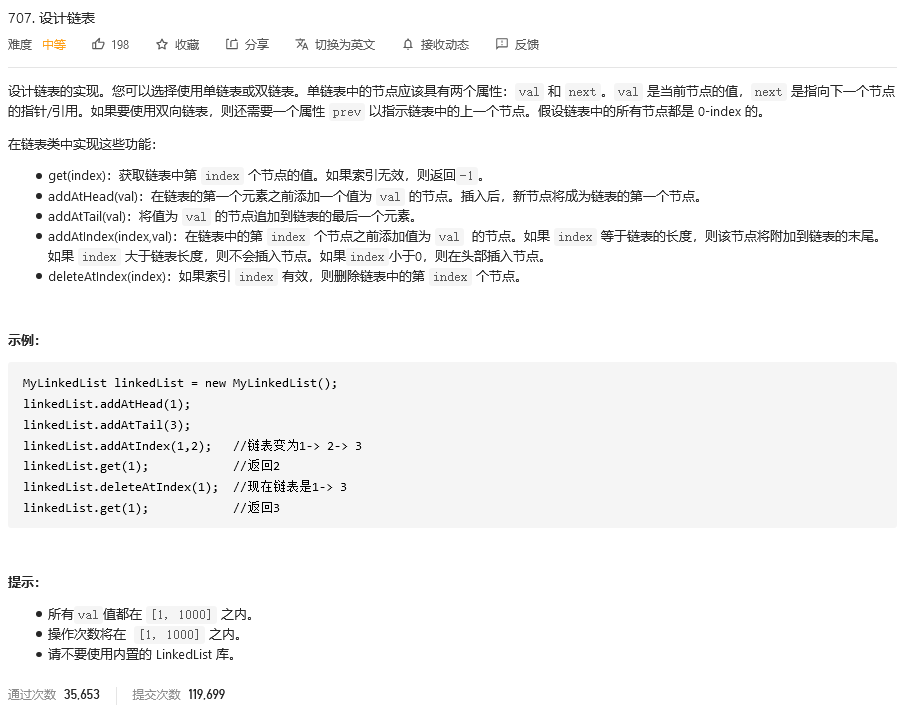 707. 设计链表
难度 中等 198 收藏 分享 切换为英文 接收动态 反馈
设计链表的实现。您可以选择使用单链表或双链表。单链表中的节点应该具有两个属性：val 和 next。val 是当前节点的值，next 是指向下一个节点
的指针/引用。如果要使用双向链表，则还需要一个属性 prev 以指示链表中的上一个节点。假设链表中的所有节点都是 0-index 的。
在链表类中实现这些功能：
● get(index)：获取链表中第 index 个节点的值。如果索引无效，则返回-1。
● addAtHead(val)：在链表的第一个元素之前添加一个值为 val 的节点。插入后，新节点将成为链表的第一个节点。
● addAtTail(val)：将值为 val 的节点追加到链表的最后一个元素。
● addAtIndex(index,val)：在链表中的第 index 个节点之前添加值为 val 的节点。如果 index 等于链表的长度，则该节点将附加到链表的末尾。
如果 index 大于链表长度，则不会插入节点。如果index小于0，则在头部插入节点。
● deleteAtIndex(index)：如果索引 index 有效，则删除链表中的第 index 个节点。
示例：
MyLinkedList linkedList = new MyLinkedList();
linkedList.addAtHead(1);
linkedList.addAtTail(3);
linkedList.addAtIndex(1,2);   //链表变为1-> 2-> 3
linkedList.get(1);            //返回2
linkedList.deleteAtIndex(1);  //现在链表是1-> 3
linkedList.get(1);            //返回3
提示：
● 所有val值都在 [1, 1000] 之内。
● 操作次数将在 [1, 1000] 之内。
● 请不要使用内置的 LinkedList 库。
通过次数 35,653 提交次数 119,699